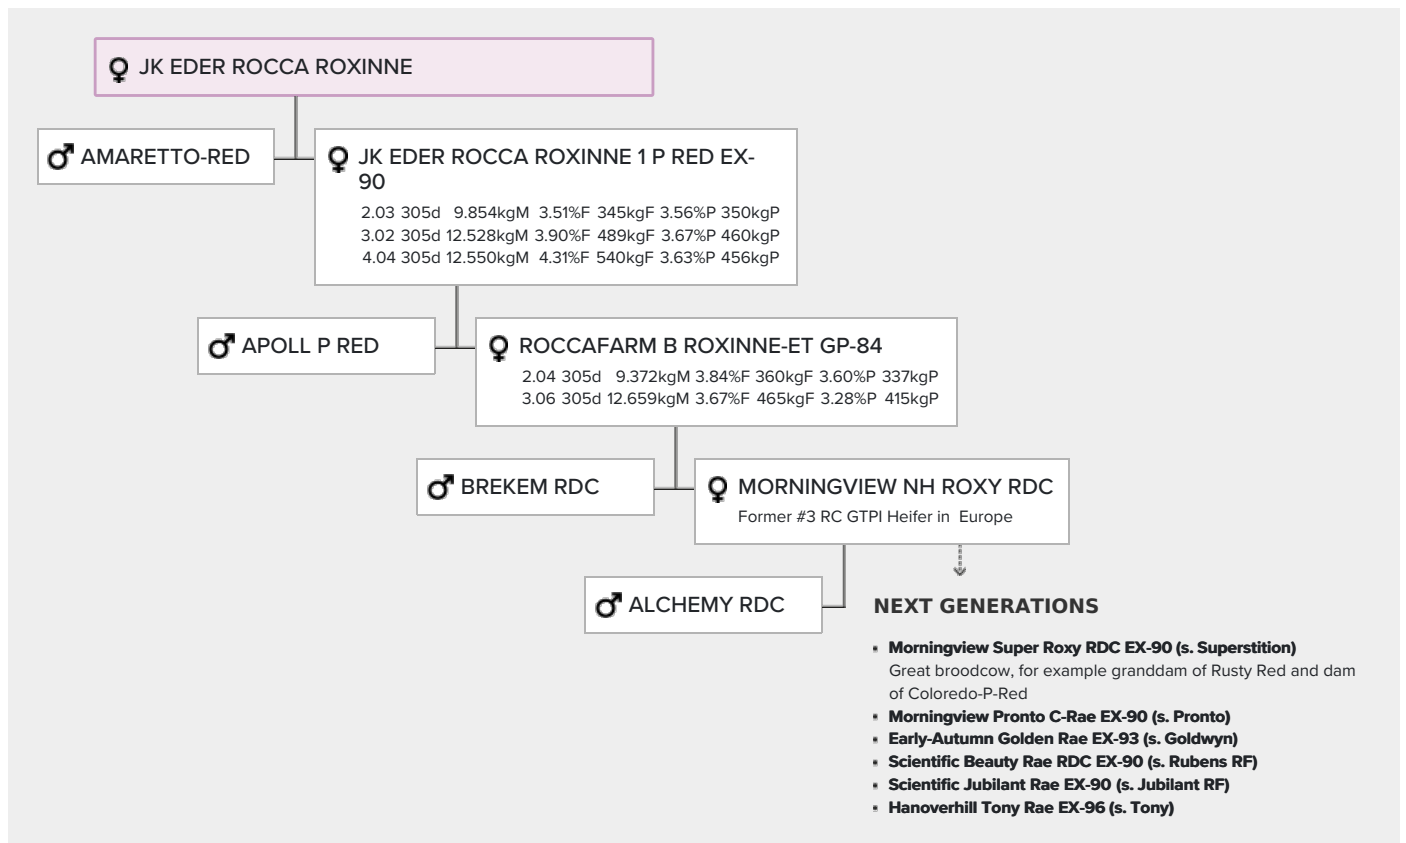 JK EDER ROCCA ROXINNE
AMARETTO-RED
JK EDER ROCCA ROXINNE 1 P RED EX-
90
2.03 305d 9.854kgM 3.51%F 345kgF 3.56%P 350kgP
3.02 305d 12.528kgM 3.90%F 489kgF 3.67%P 460kgP
4.04 305d 12.550kgM 4.31%F 540kgF 3.63%P 456kgP
APOLL P RED
ROCCAFARM B ROXINNE-ET GP-84
2.04 305d 9.372kgM 3.84%F 360kgF 3.60%P 337kgP
3.06 305d 12.659kgM 3.67%F 465kgF 3.28%P 415kgP
BREKEM RDC
MORNINGVIEW NH ROXY RDC
Former #3 RC GTPI Heifer in Europe
ALCHEMY RDC
NEXT GENERATIONS
▪ Morningview Super Roxy RDC EX-90 (s. Superstition)
Great broodcow, for example granddam of Rusty Red and dam
of Coloredo-P-Red
▪ Morningview Pronto C-Rae EX-90 (s. Pronto)
▪ Early-Autumn Golden Rae EX-93 (s. Goldwyn)
▪ Scientific Beauty Rae RDC EX-90 (s. Rubens RF)
▪ Scientific Jubilant Rae EX-90 (s. Jubilant RF)
▪ Hanoverhill Tony Rae EX-96 (s. Tony)